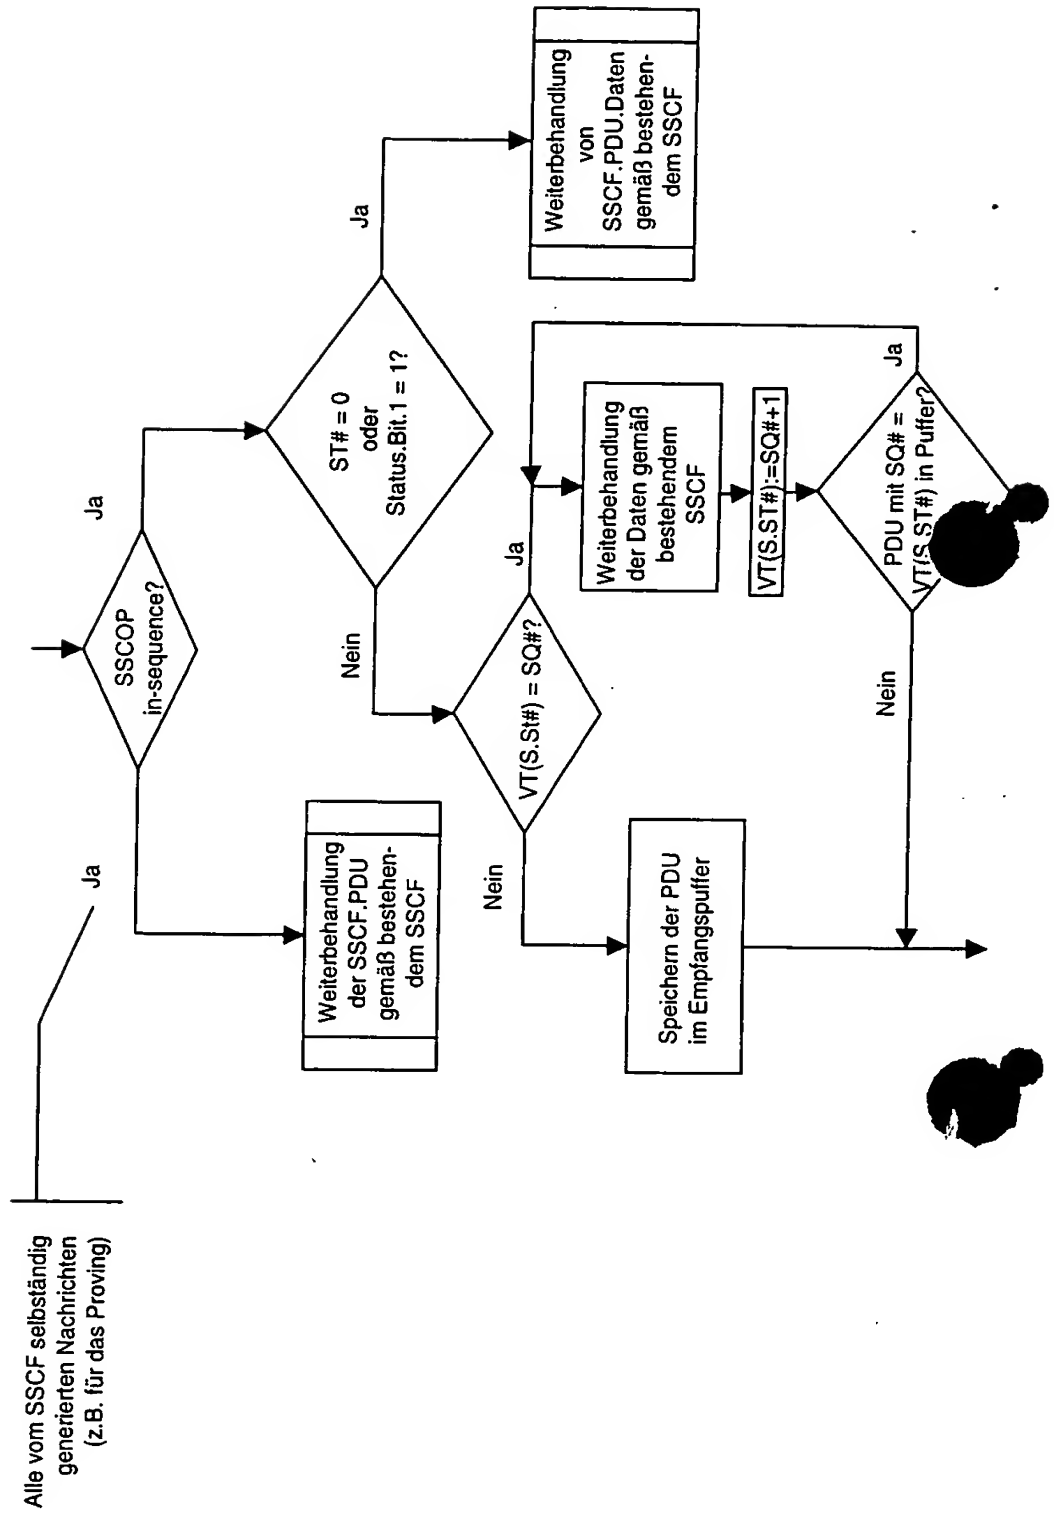 Alle vom SSCF selbständig
generierten Nachrichten
(z.B. für das Proving)
Ja
SSCOP
in-sequence?
Ja
Weiterbehandlung
der SSCF.PDU
gemäß bestehen-
dem SSCF
ST# = 0
oder
Status.Bit.1 = 1?
Ja
Nein
Weiterbehandlung
von
SSCF.PDU.Daten
gemäß bestehen-
dem SSCF
VT(S.St#) = SQ#?
Ja
Nein
Speichern der PDU
im Empfangspuffer
Weiterbehandlung
der Daten gemäß
bestehendem
SSCF
VT(S.ST#):=SQ#+1
PDU mit SQ# =
VT(S.ST#) in Puffer?
Ja
Nein